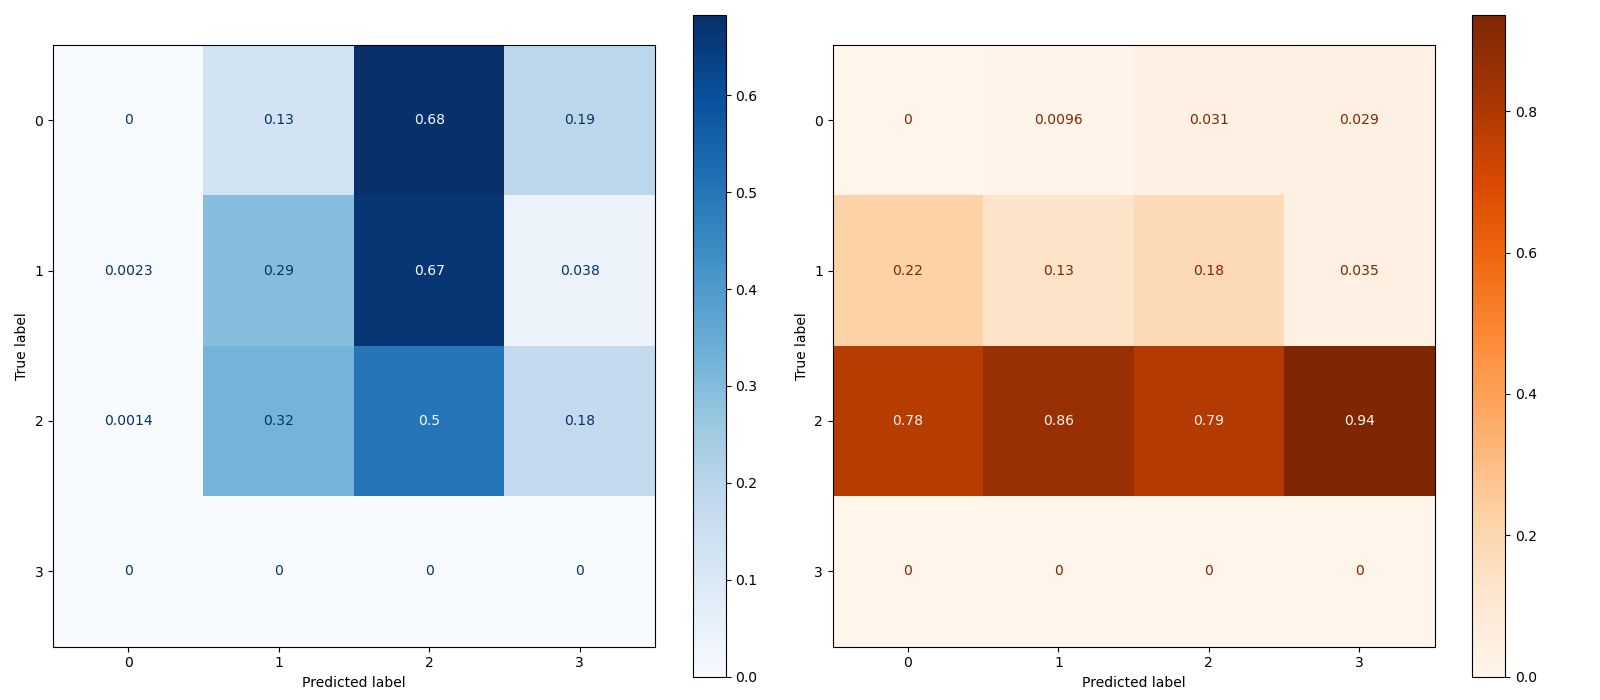 0 0 0.13 0.68 0.19
1 0.0023 0.29 0.67 0.038
2 0.0014 0.32 0.5 0.18
3 0 0 0 0
0 1 2 3
Predicted label
True label
0.6
0.5
0.4
0.3
0.2
0.1
0.0
0 0 0.0096 0.031 0.029
1 0.22 0.13 0.18 0.035
2 0.78 0.86 0.79 0.94
3 0 0 0 0
0 1 2 3
Predicted label
True label
0.8
0.6
0.4
0.2
0.0